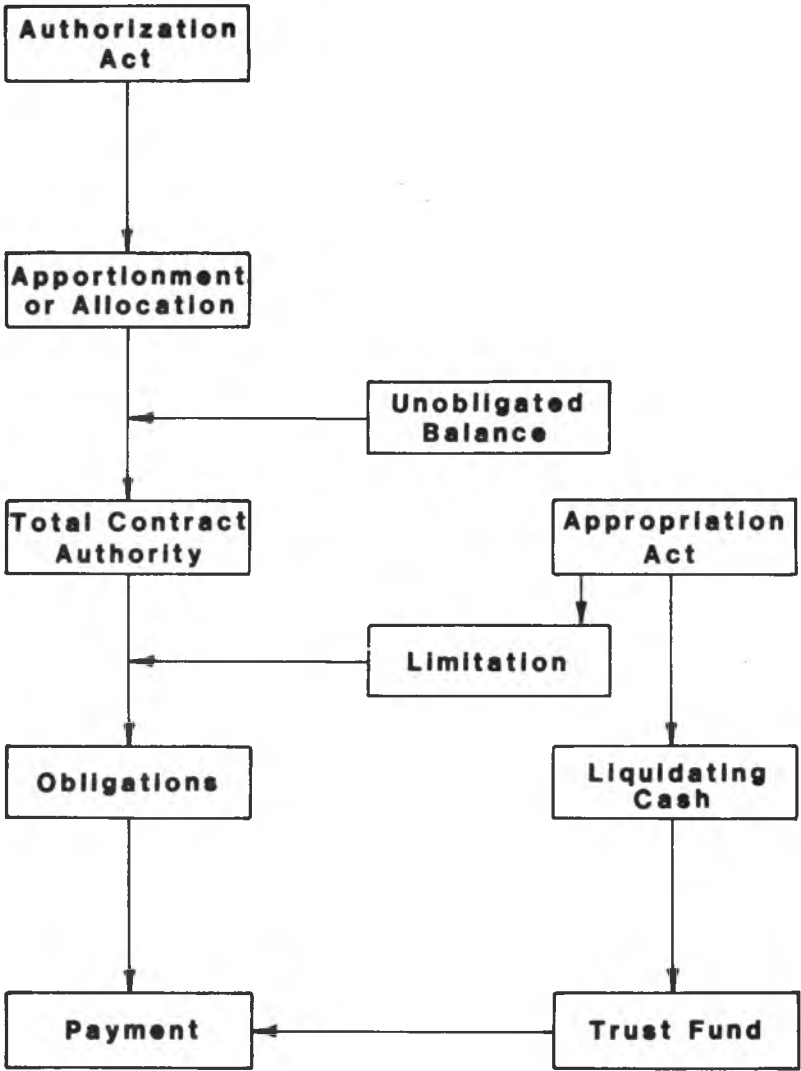 Authorization
Act
Apportionment
or Allocation
Unobligated
Balance
Total Contract
Authority
Appropriation
Act
Limitation
Obligations
Liquidating
Cash
Payment
Trust Fund